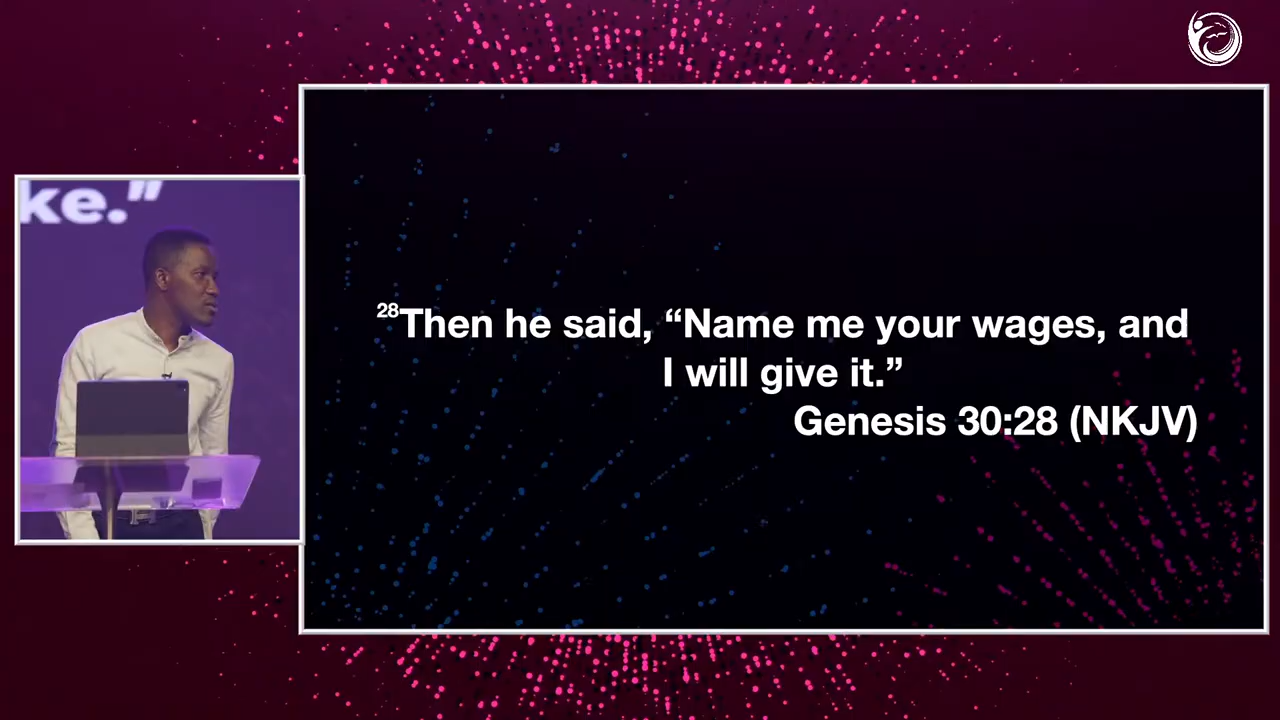 ke.”
²⁸Then he said, “Name me your wages, and
I will give it.”
Genesis 30:28 (NKJV)